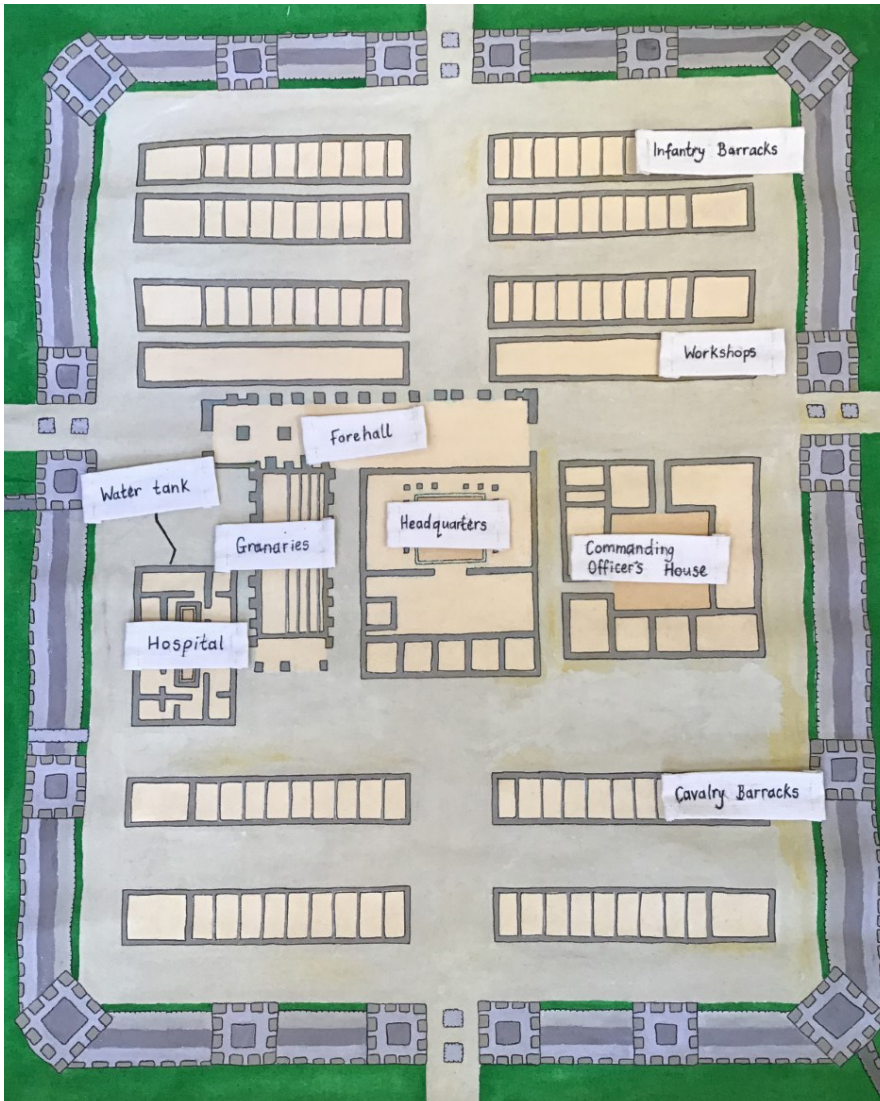 Infantry Barracks
Workshops
Forehall
Water tank
Granaries
Headquarters
Commanding
Officer's House
Hospital
Cavalry Barracks